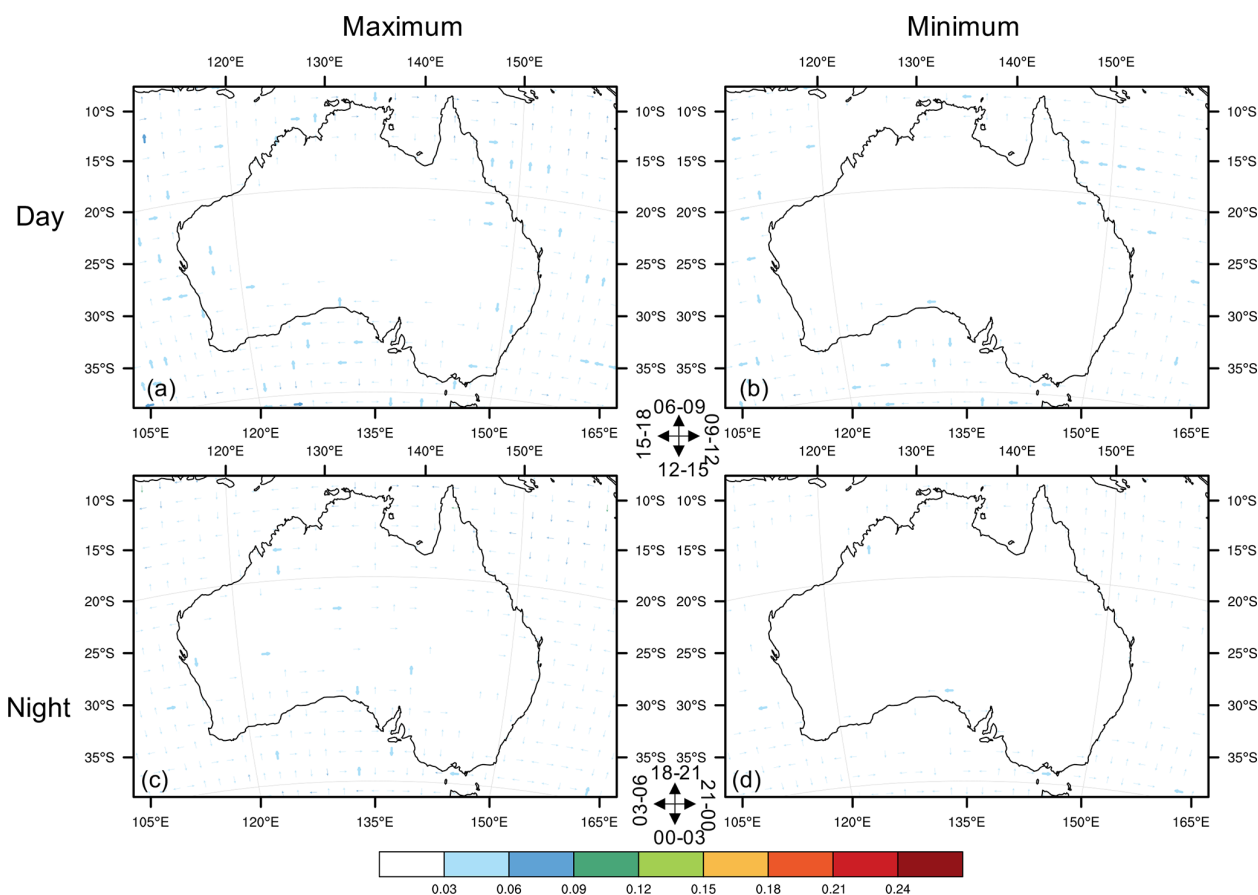 Maximum Minimum
120°E 130°E 140°E 150°E 120°E 130°E 140°E 150°E
Day
10°S 10°S 10°S 10°S
15°S 15°S 15°S 15°S
20°S 20°S 20°S 20°S
25°S 25°S 25°S 25°S
30°S 30°S 30°S 30°S
35°S 35°S 35°S 35°S
(a) (b)
105°E 120°E 135°E 150°E 165°E 105°E 120°E 135°E 150°E 165°E
06-09
15-18 09-12
12-15
120°E 130°E 140°E 150°E 120°E 130°E 140°E 150°E
Night
10°S 10°S 10°S 10°S
15°S 15°S 15°S 15°S
20°S 20°S 20°S 20°S
25°S 25°S 25°S 25°S
30°S 30°S 30°S 30°S
35°S 35°S 35°S 35°S
(c) (d)
18-21
03-06 21-00
00-03
105°E 120°E 135°E 150°E 165°E 105°E 120°E 135°E 150°E 165°E
0.03 0.06 0.09 0.12 0.15 0.18 0.21 0.24